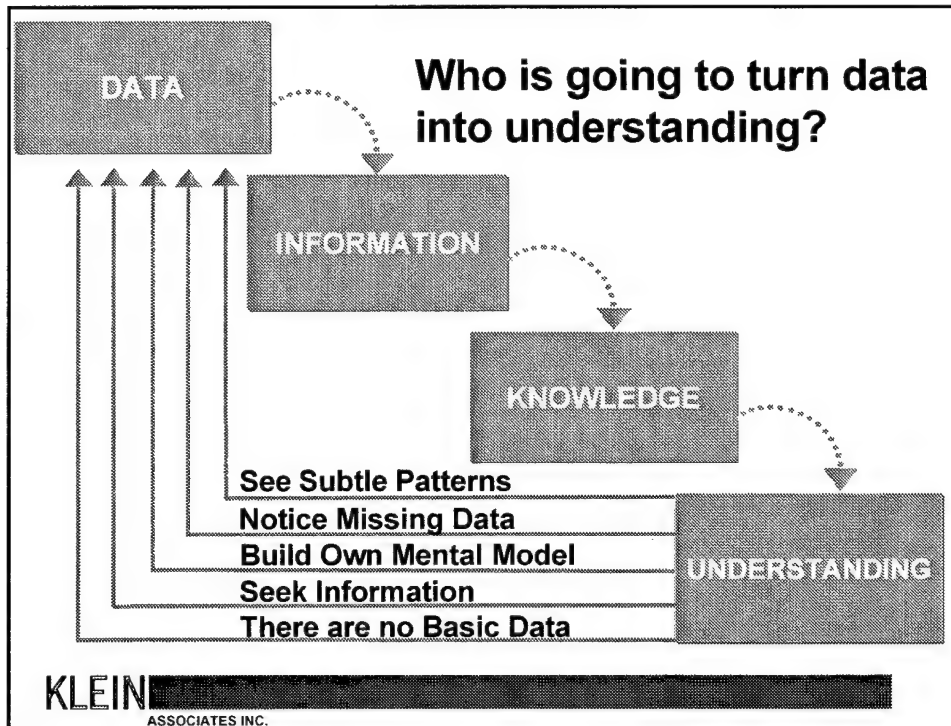 DATA
Who is going to turn data
into understanding?
INFORMATION
KNOWLEDGE
See Subtle Patterns
Notice Missing Data
Build Own Mental Model
Seek Information
There are no Basic Data
UNDERSTANDING
KLEIN
ASSOCIATES INC.